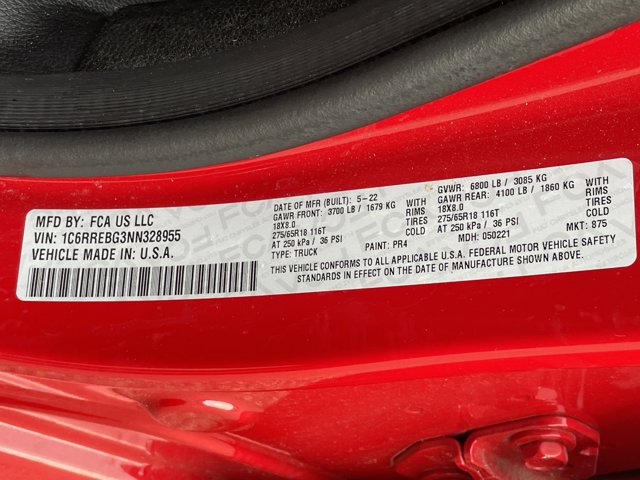 MFD BY: FCA US LLC
VIN: 1C6RREBG3NN328955
VEHICLE MADE IN: U.S.A.
DATE OF MFR (BUILT): 5-22
GAWR FRONT: 3700 LB / 1679 KG WITH
18X8.0 RIMS
275/65R18 116T TIRES
AT 250 kPa / 36 PSI COLD
TYPE: TRUCK PAINT: PR4
GVWR: 6800 LB / 3085 KG
GAWR REAR: 4100 LB / 1860 KG WITH
18X8.0 RIMS
275/65R18 116T TIRES
AT 250 kPa / 36 PSI COLD
MDH: 050221 MKT: 875
THIS VEHICLE CONFORMS TO ALL APPLICABLE U.S.A. FEDERAL MOTOR VEHICLE SAFETY
STANDARDS IN EFFECT ON THE DATE OF MANUFACTURE SHOWN ABOVE.